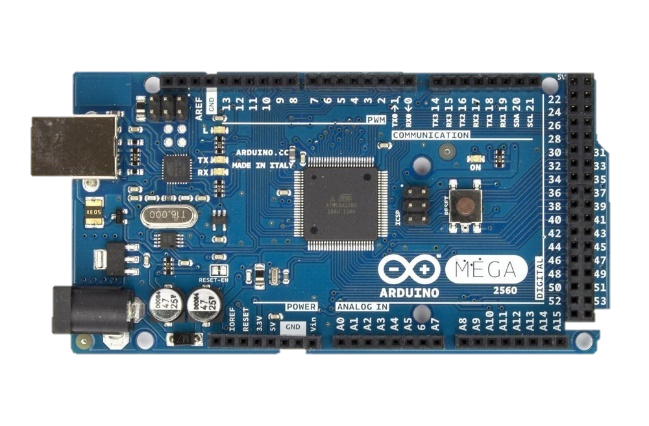 AREF
GND
13
12
11
10
9
8
7
6
5
4
3
2
TX0→1
RX0←0
TX3 14
RX3 15
TX2 16
RX2 17
TX1 18
RX1 19
SDA 20
SCL 21
5V
PWM
COMMUNICATION
L
TX
RX
ARDUINO.CC
MADE IN ITALY
ON
ICSP
RESET
T16.000
RESET-EN
47
25V
47
25V
ARDUINO
MEGA
2560
DIGITAL
22
24
26
28
30 31
32 33
34 35
36 37
38 39
40 41
42 43
44 45
46 47
48 49
50 51
52 53
POWER
ANALOG IN
IOREF
RESET
3.3V
5V
GND
Vin
A0
A1
A2
A3
A4
A5
6
A7
A8
A9
A10
A11
A12
A13
A14
A15